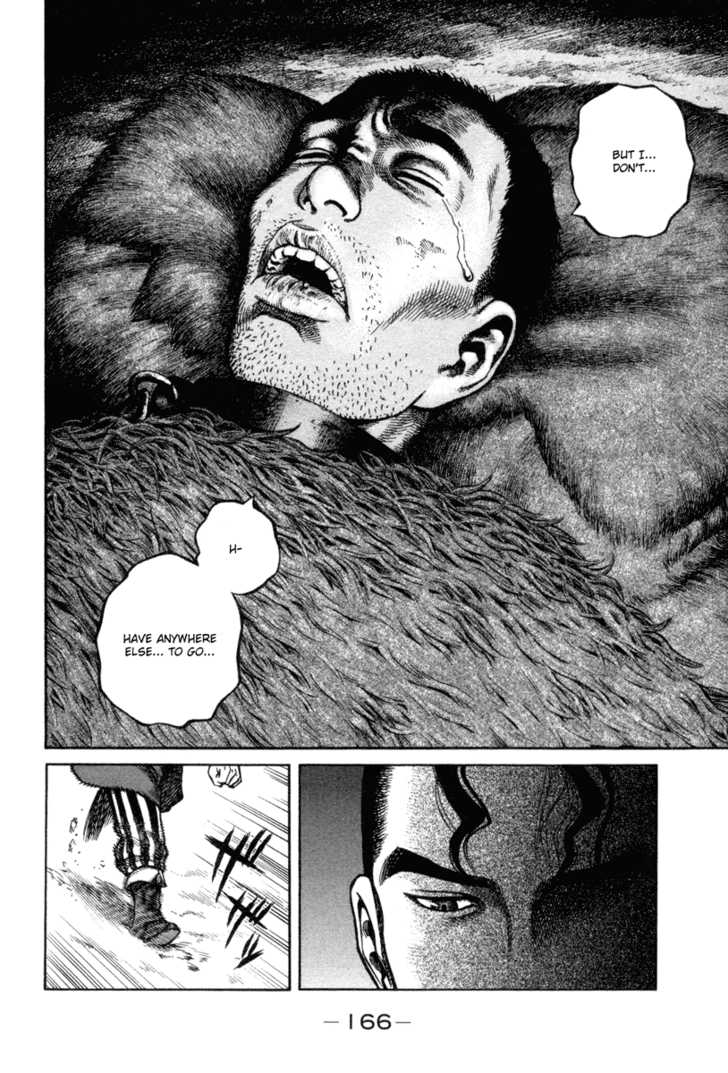 BUT I...
DON'T...
H-
HAVE ANYWHERE
ELSE... TO GO...
—166—